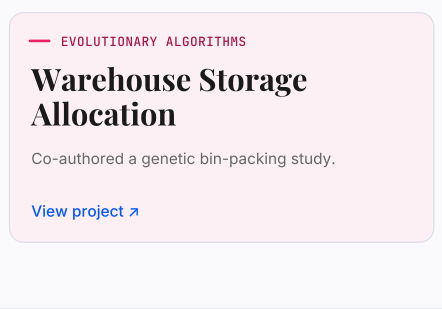 EVOLUTIONARY ALGORITHMS
Warehouse Storage
Allocation
Co-authored a genetic bin-packing study.
View project ↗